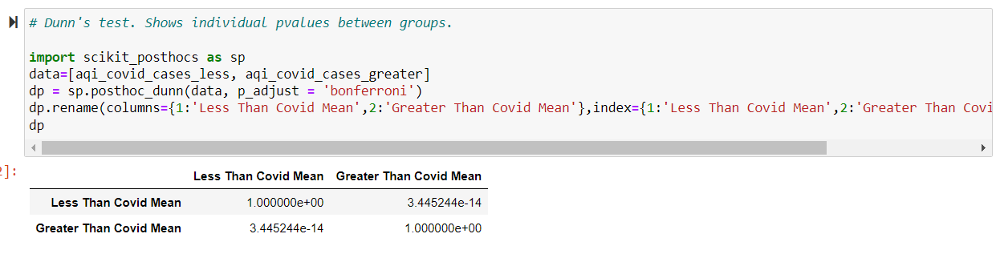 # Dunn's test. Shows individual pvalues between groups.
import scikit_posthocs as sp
data=[aqi_covid_cases_less, aqi_covid_cases_greater]
dp = sp.posthoc_dunn(data, p_adjust = 'bonferroni')
dp.rename(columns={1:'Less Than Covid Mean',2:'Greater Than Covid Mean'},index={1:'Less Than Covid Mean',2:'Greater Than Covi
dp
2]:
Less Than Covid Mean Greater Than Covid Mean
Less Than Covid Mean 1.000000e+00 3.445244e-14
Greater Than Covid Mean 3.445244e-14 1.000000e+00